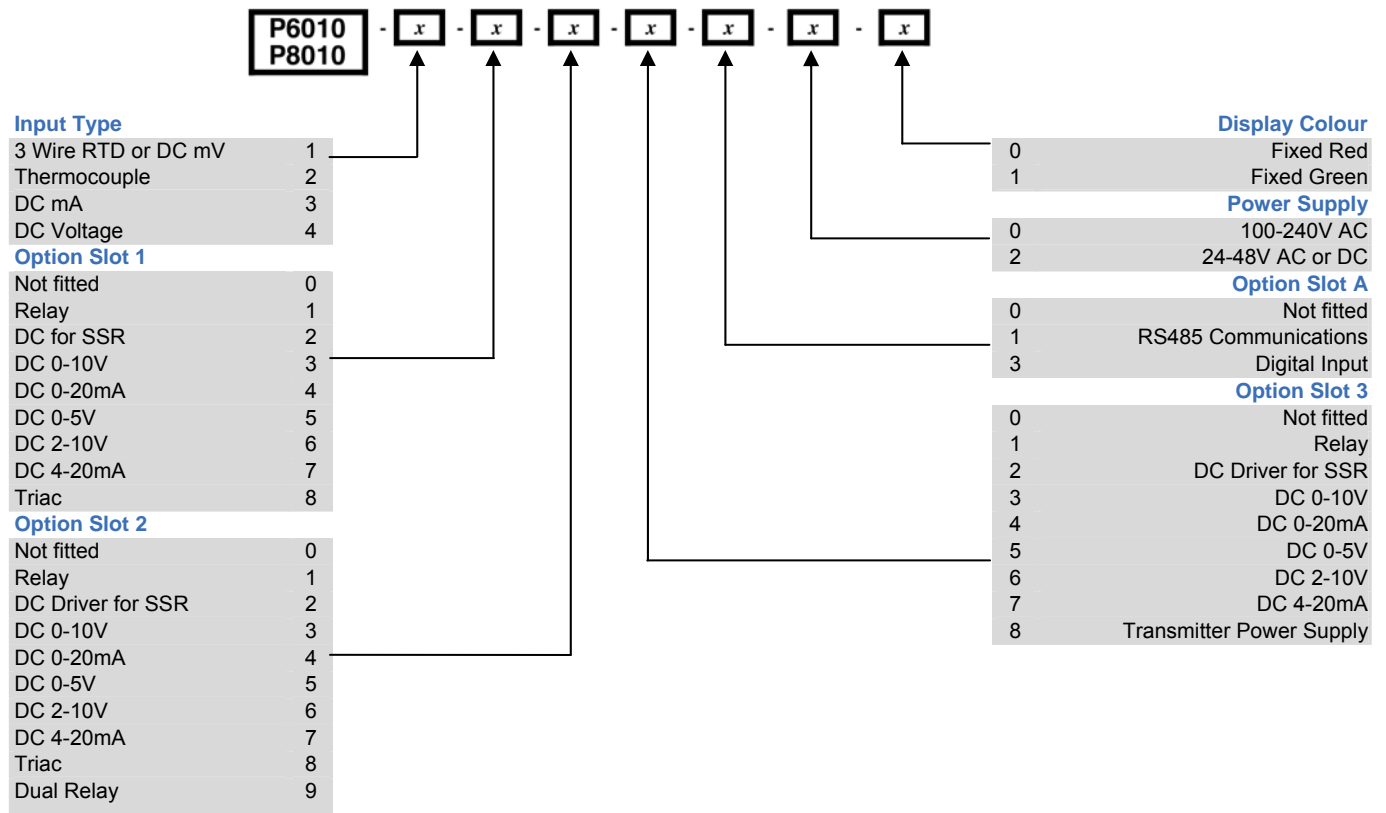 P6010 - x - x - x - x - x - x - x
P8010
Input Type
3 Wire RTD or DC mV 1
Thermocouple 2
DC mA 3
DC Voltage 4
Option Slot 1
Not fitted 0
Relay 1
DC for SSR 2
DC 0-10V 3
DC 0-20mA 4
DC 0-5V 5
DC 2-10V 6
DC 4-20mA 7
Triac 8
Option Slot 2
Not fitted 0
Relay 1
DC Driver for SSR 2
DC 0-10V 3
DC 0-20mA 4
DC 0-5V 5
DC 2-10V 6
DC 4-20mA 7
Triac 8
Dual Relay 9
Display Colour
0 Fixed Red
1 Fixed Green
Power Supply
0 100-240V AC
2 24-48V AC or DC
Option Slot A
0 Not fitted
1 RS485 Communications
3 Digital Input
Option Slot 3
0 Not fitted
1 Relay
2 DC Driver for SSR
3 DC 0-10V
4 DC 0-20mA
5 DC 0-5V
6 DC 2-10V
7 DC 4-20mA
8 Transmitter Power Supply